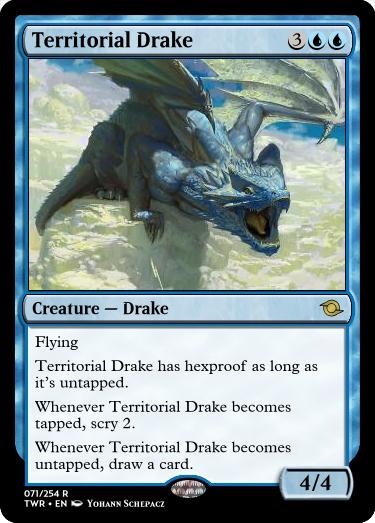 Territorial Drake 3
Creature — Drake
Flying
Territorial Drake has hexproof as long as
it's untapped.
Whenever Territorial Drake becomes
tapped, scry 2.
Whenever Territorial Drake becomes
untapped, draw a card.
4/4
071/254 R
TWR • EN Yohann Schepacz